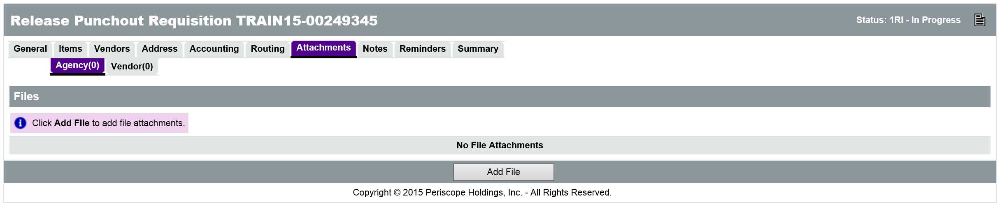 Release Punchout Requisition TRAIN15-00249345
Status: 1RI - In Progress
General Items Vendors Address Accounting Routing Attachments Notes Reminders Summary
Agency(0) Vendor(0)
Files
Click Add File to add file attachments.
No File Attachments
Add File
Copyright © 2015 Periscope Holdings, Inc. - All Rights Reserved.